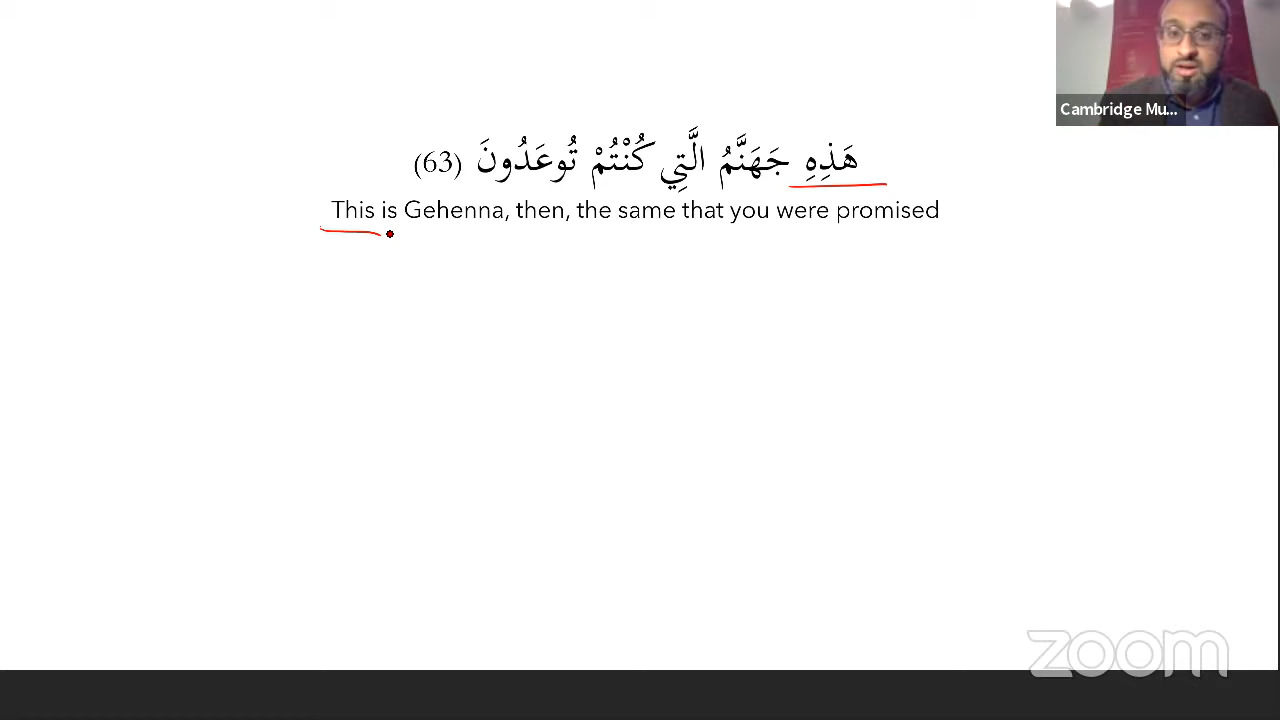 Cambridge Mu...
هَذِهِ جَهَنَّمُ الَّتِي كُنْتُمْ تُوعَدُونَ (63)
This is Gehenna, then, the same that you were promised
zoom